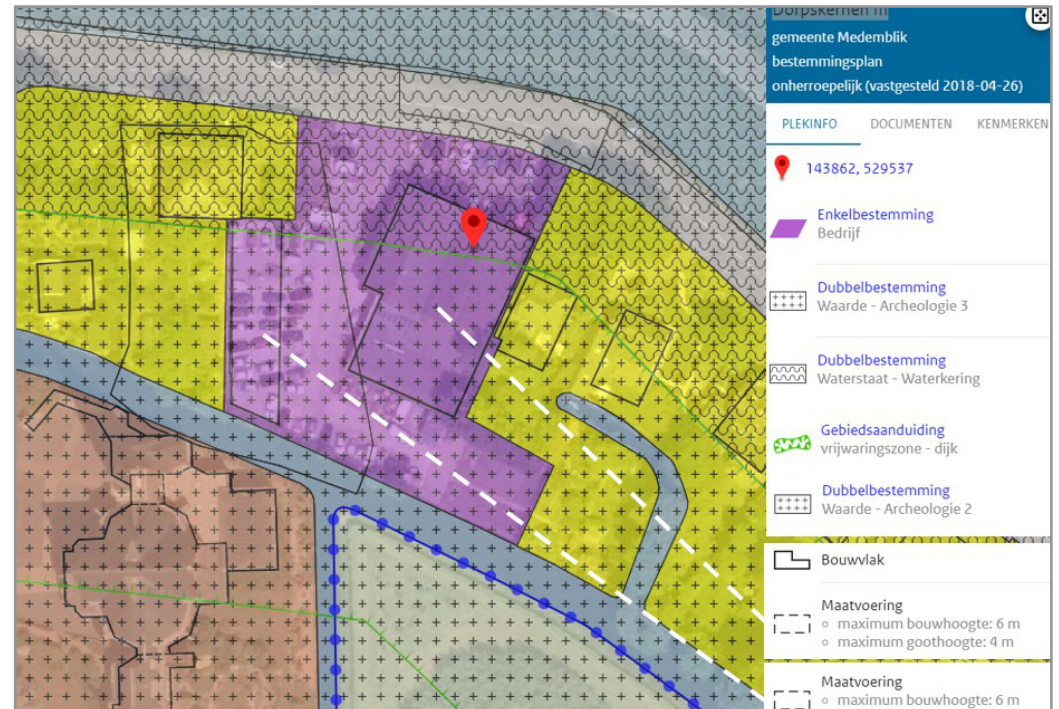 Dorpskernen III
gemeente Medemblik
bestemmingsplan
onherroepelijk (vastgesteld 2018-04-26)
PLEKINFO DOCUMENTEN KENMERKEN
143862, 529537
Enkelbestemming
Bedrijf
Dubbelbestemming
Waarde - Archeologie 3
Dubbelbestemming
Waterstaat - Waterkering
Gebiedsaanduiding
vrijwaringszone - dijk
Dubbelbestemming
Waarde - Archeologie 2
Bouwvlak
Maatvoering
maximum bouwhoogte: 6 m
maximum goothoogte: 4 m
Maatvoering
maximum bouwhoogte: 6 m